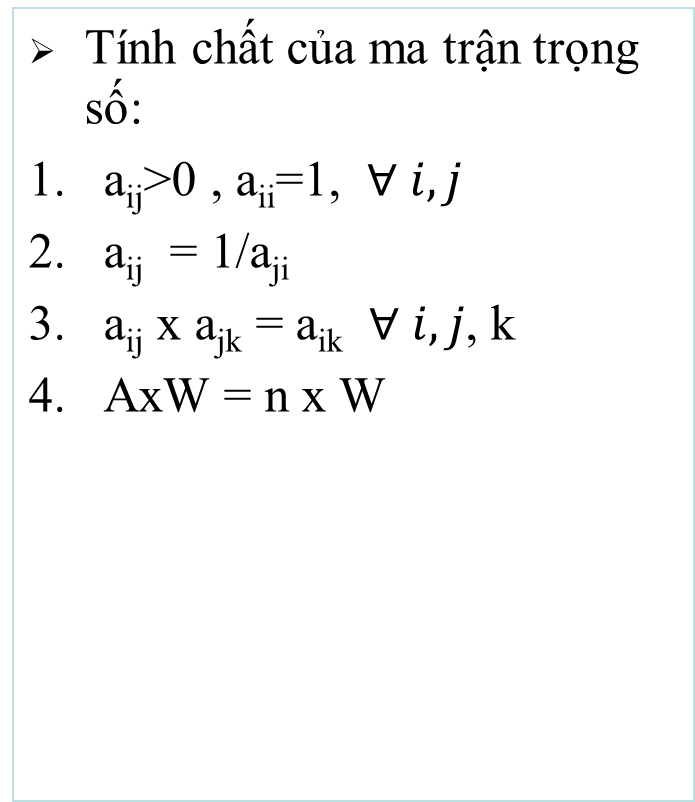 ➢ Tính chất của ma trận trọng
số:
1. aᵢⱼ>0 , aᵢᵢ=1, ∀ 𝑖,𝑗
2. aᵢⱼ = 1/aⱼᵢ
3. aᵢⱼ x aⱼₖ = aᵢₖ ∀ 𝑖,𝑗, k
4. AxW = n x W